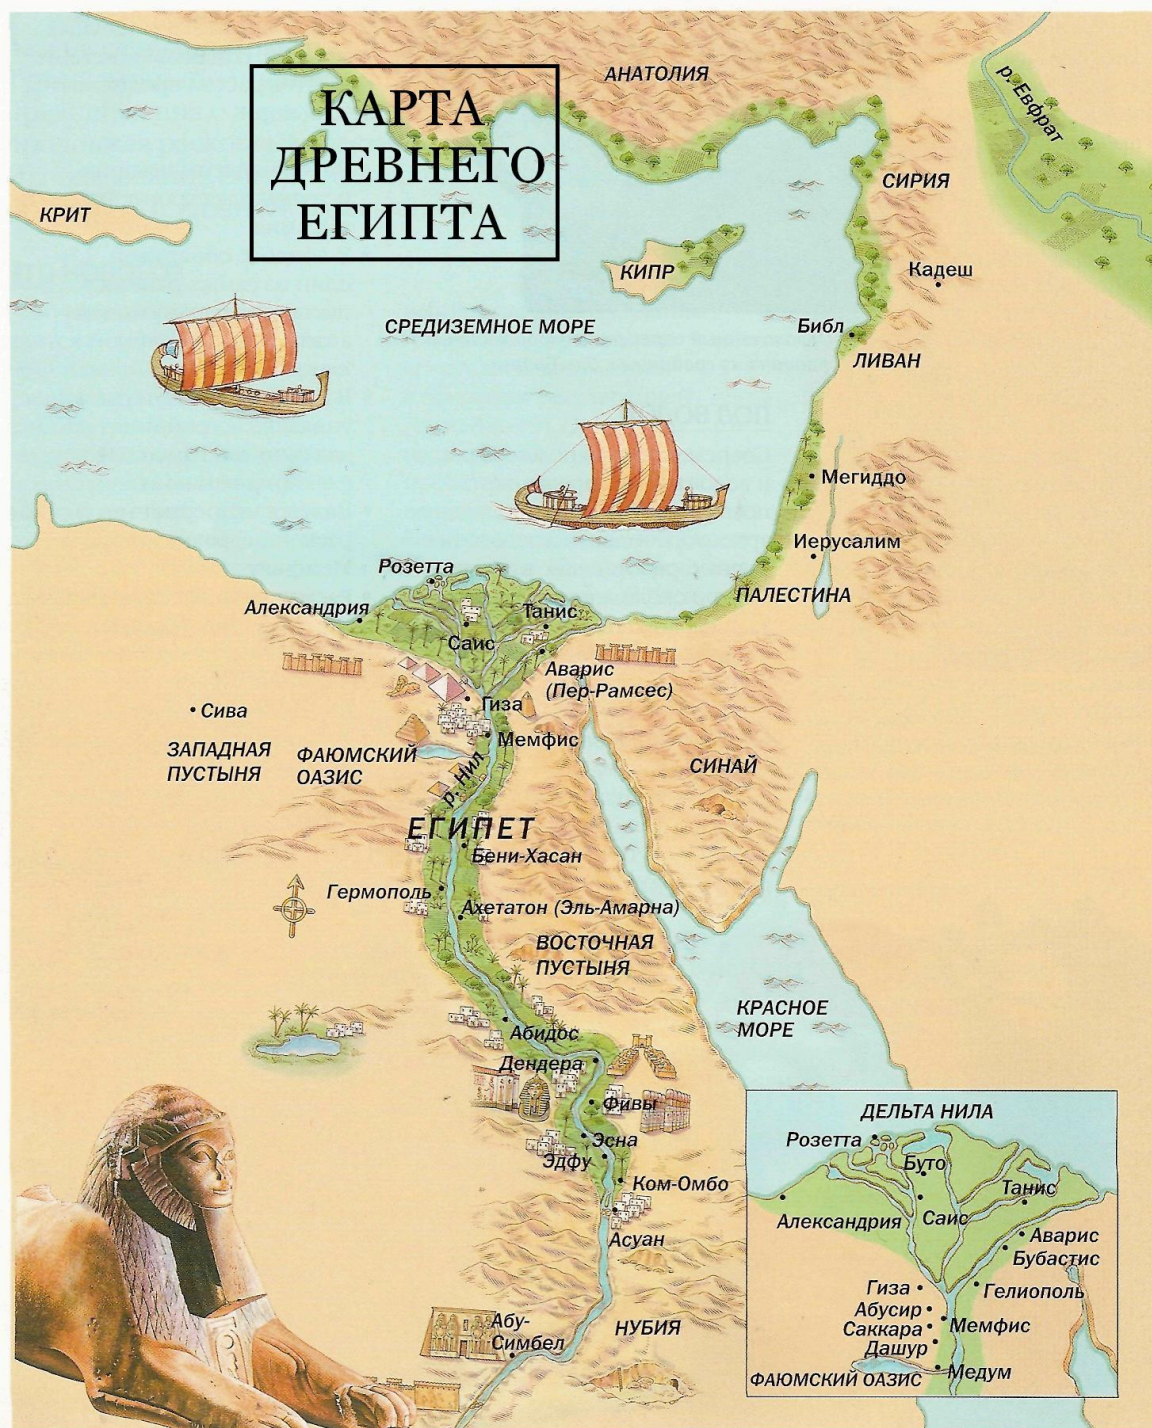 КАРТА
ДРЕВНЕГО
ЕГИПТА
АНАТОЛИЯ
р. Евфрат
СИРИЯ
КРИТ
КИПР
Кадеш
СРЕДИЗЕМНОЕ МОРЕ
Библ
ЛИВАН
Мегиддо
Иерусалим
ПАЛЕСТИНА
Розетта
Александрия
Танис
Саис
Аварис
(Пер-Рамсес)
Гиза
Сива
Мемфис
ЗАПАДНАЯ
ПУСТЫНЯ
ФАЮМСКИЙ
ОАЗИС
р. Нил
СИНАЙ
ЕГИПЕТ
Бени-Хасан
Гермополь
Ахетатон (Эль-Амарна)
ВОСТОЧНАЯ
ПУСТЫНЯ
КРАСНОЕ
МОРЕ
Абидос
Дендера
Фивы
Эсна
Эдфу
Ком-Омбо
Асуан
Абу-
Симбел
НУБИЯ
ДЕЛЬТА НИЛА
Розетта
Буто
Танис
Александрия
Саис
Аварис
Бубастис
Гиза
Гелиополь
Абусир
Саккара
Мемфис
Дашур
Медум
ФАЮМСКИЙ ОАЗИС